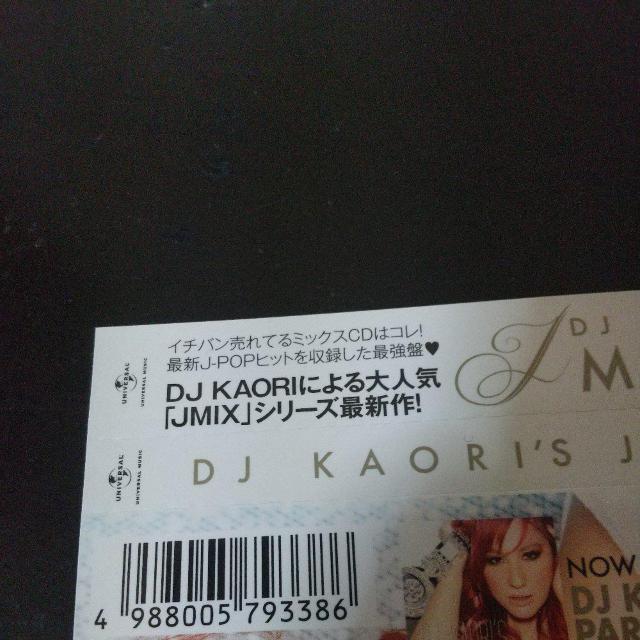 イチバン売れてるミックスCDはコレ!
最新J-POPヒットを収録した最強盤♥
DJ KAORIによる大人気
「JMIX」シリーズ最新作!
UNIVERSAL
UNIVERSAL MUSIC
DJ
JM
DJ KAORI'S J
UNIVERSAL
UNIVERSAL MUSIC
4 988005 793386
NOW
DJ K
PAR